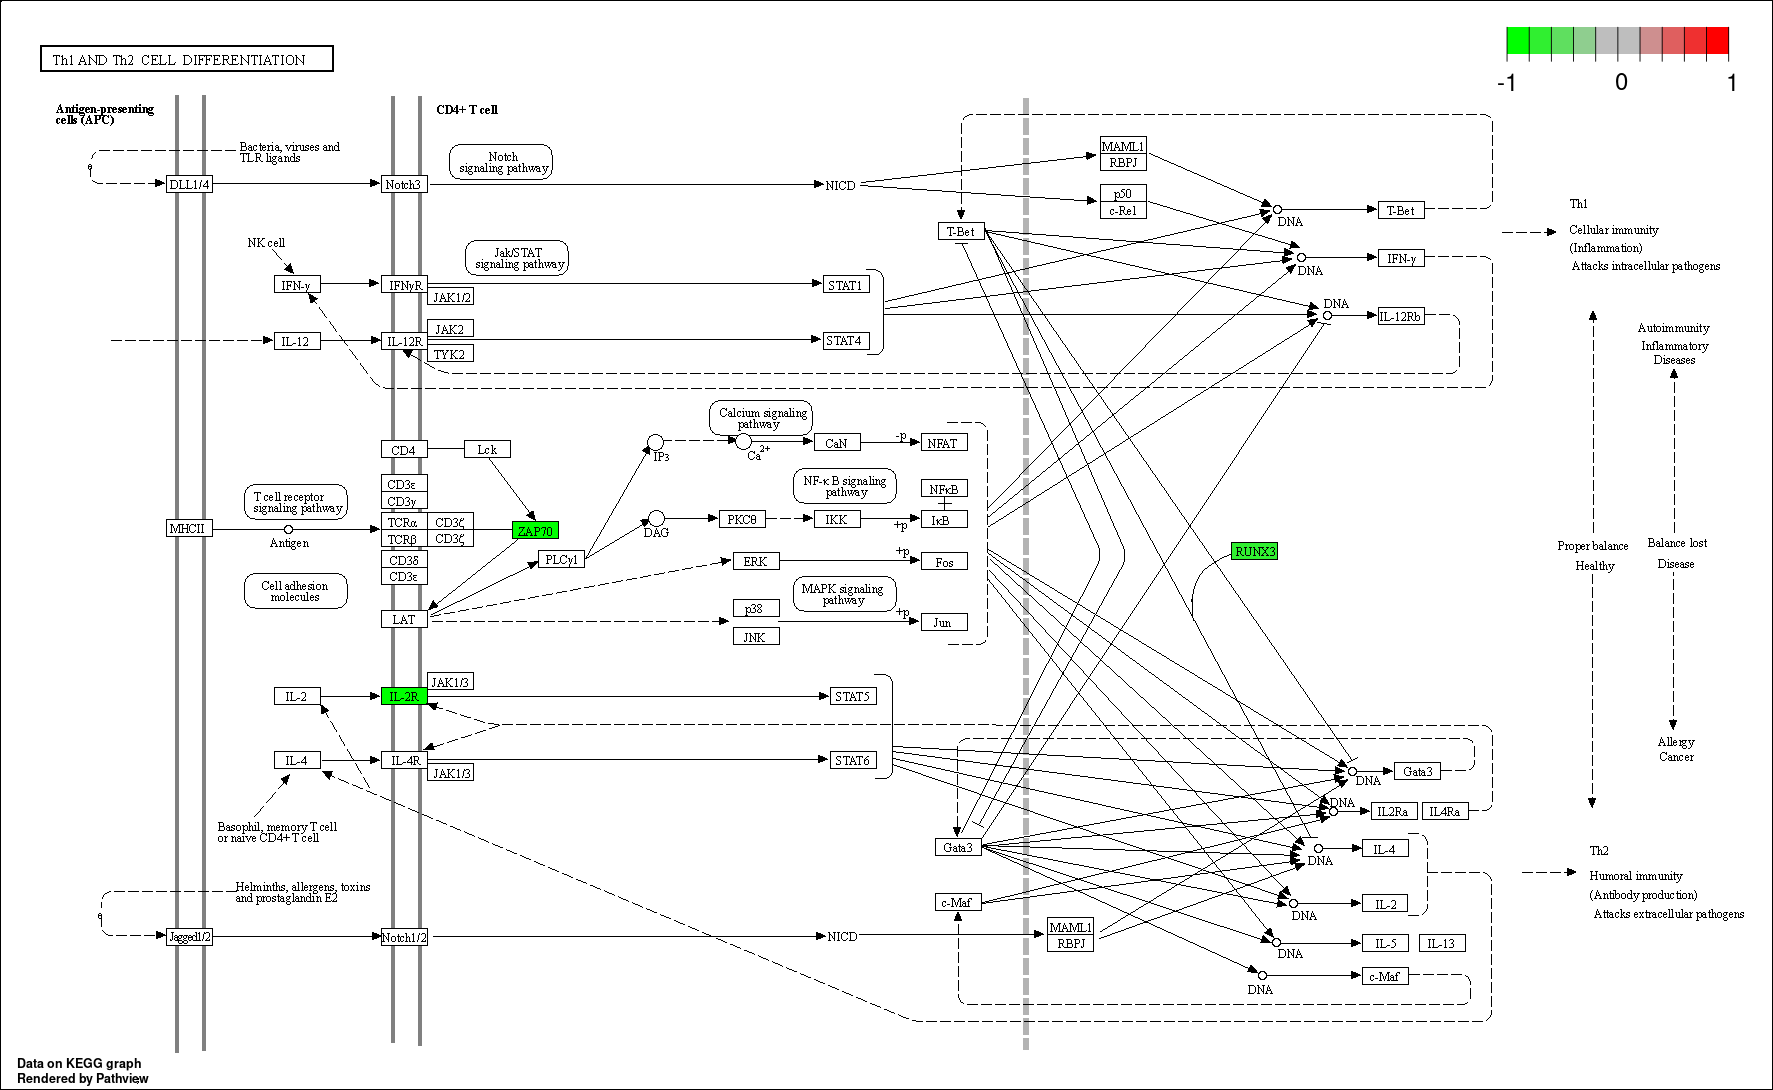 Th1 AND Th2 CELL DIFFERENTIATION
-1
0
1
Antigen-presenting
cells (APC)
CD4+ T cell
Bacteria, viruses and
TLR ligands
Notch
signaling pathway
DLL1/4
Notch3
NICD
MAML1
RBPJ
p50
c-Rel
DNA
T-Bet
T-Bet
Th1
Cellular immunity
(Inflammation)
Attacks intracellular pathogens
NK cell
Jak/STAT
signaling pathway
IFN-γ
IFNγR
JAK1/2
STAT1
DNA
IFN-γ
IL-12
IL-12R
JAK2
TYK2
STAT4
DNA
IL-12Rb
Autoimmunity
Inflammatory
Diseases
Calcium signaling
pathway
CD4
Lck
IP3
Ca2+
CaN
-p
NFAT
CD3ε
CD3γ
T cell receptor
signaling pathway
NF-κ B signaling
pathway
NFκB
MHCII
Antigen
TCRα
CD3ζ
TCRβ
CD3ζ
ZAP70
DAG
PKCθ
IKK
+p
IκB
CD3δ
CD3ε
PLCγ1
ERK
+p
Fos
RUNX3
Proper balance
Healthy
Balance lost
Disease
Cell adhesion
molecules
MAPK signaling
pathway
LAT
p38
JNK
+p
Jun
IL-2
IL-2R
JAK1/3
STAT5
IL-4
IL-4R
JAK1/3
STAT6
Allergy
Cancer
DNA
Gata3
DNA
IL2Ra
IL4Ra
Basophil, memory T cell
or naive CD4+ T cell
Gata3
DNA
IL-4
Th2
Humoral immunity
(Antibody production)
Attacks extracellular pathogens
Helminths, allergens, toxins
and prostaglandin E2
c-Maf
DNA
IL-2
Jagged1/2
Notch1/2
NICD
MAML1
RBPJ
DNA
IL-5
IL-13
DNA
c-Maf
Data on KEGG graph
Rendered by Pathview